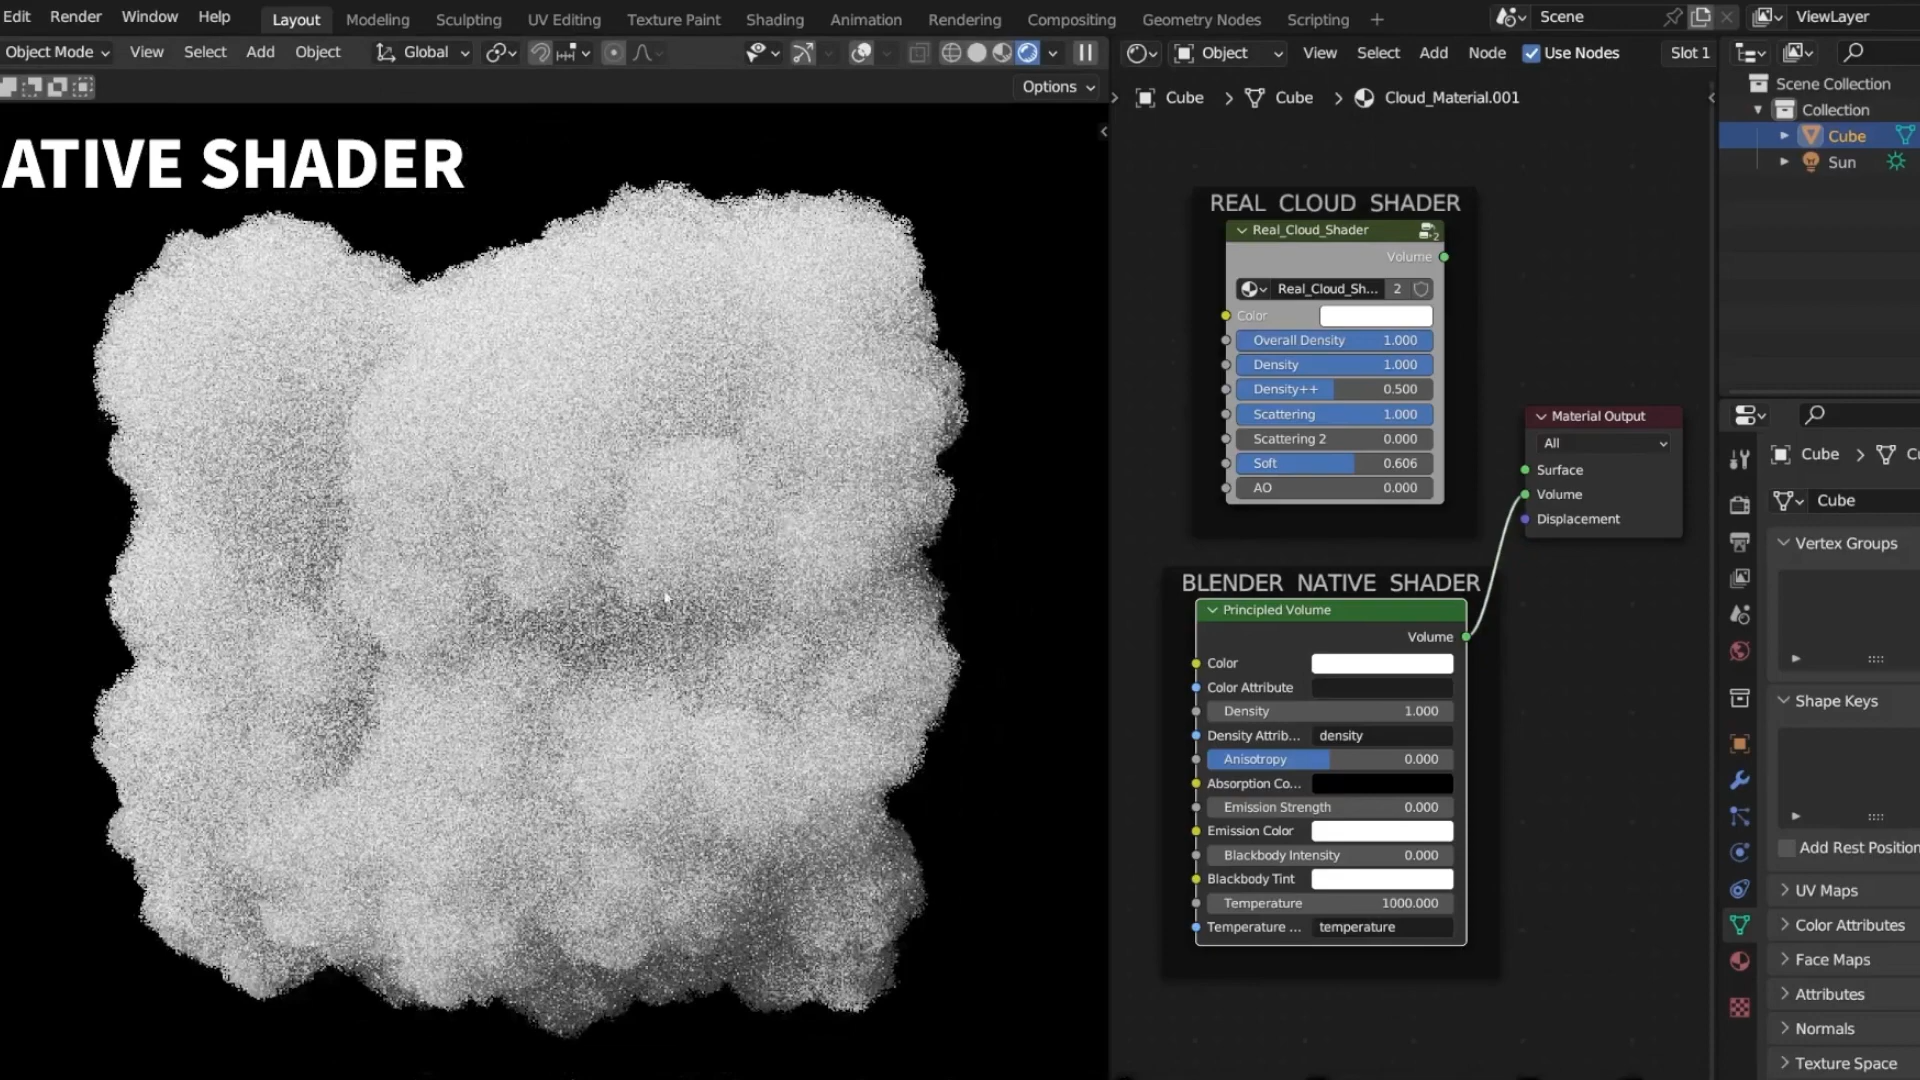 Edit Render Window Help Layout Modeling Sculpting UV Editing Texture Paint Shading Animation Rendering Compositing Geometry Nodes Scripting + Scene ViewLayer
Object Mode View Select Add Object Global Object View Select Add Node Use Nodes Slot 1
Options
Cube > Cube > Cloud_Material.001
Scene Collection
Collection
Cube
Sun
ATIVE SHADER
REAL CLOUD SHADER
Real_Cloud_Shader
Volume
Real_Cloud_Sh... 2
Color
Overall Density 1.000
Density 1.000
Density++ 0.500
Scattering 1.000
Scattering 2 0.000
Soft 0.606
AO 0.000
Material Output
All
Surface
Volume
Displacement
BLENDER NATIVE SHADER
Principled Volume
Volume
Color
Color Attribute
Density 1.000
Density Attrib... density
Anisotropy 0.000
Absorption Co...
Emission Strength 0.000
Emission Color
Blackbody Intensity 0.000
Blackbody Tint
Temperature 1000.000
Temperature ... temperature
Cube >
Cube
Vertex Groups
Shape Keys
Add Rest Position
UV Maps
Color Attributes
Face Maps
Attributes
Normals
Texture Space